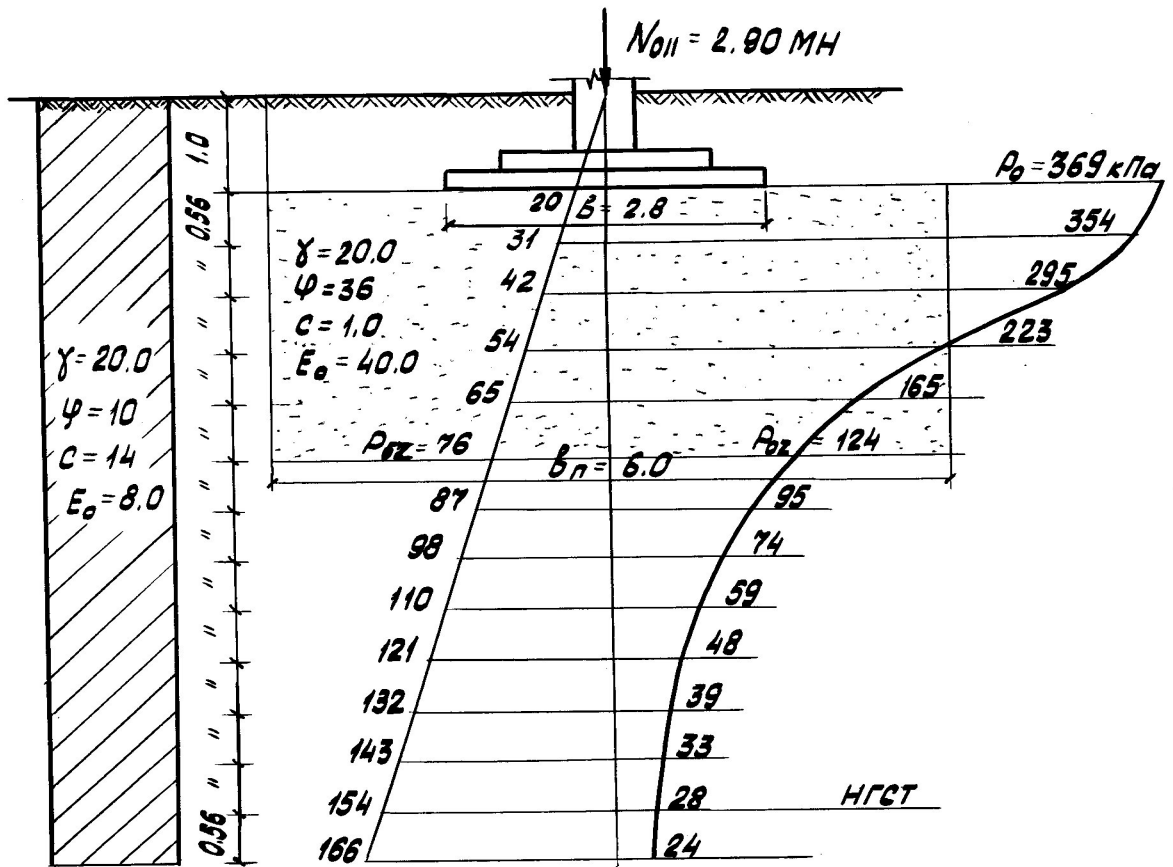 N₀ᵢᵢ = 2.90 МН
1.0
P₀ = 369 кПа
20 B = 2.8
0.56
31
354
γ = 20.0
φ = 36
C = 1.0
E₀ = 40.0
42
295
"
54
223
"
γ = 20.0
φ = 10
C = 14
E₀ = 8.0
65
165
"
Pбz = 76
Poz = 124
"
bп = 6.0
87
95
"
98
74
"
110
59
"
121
48
"
132
39
"
143
33
"
154
28
НГСТ
"
0.56
166
24